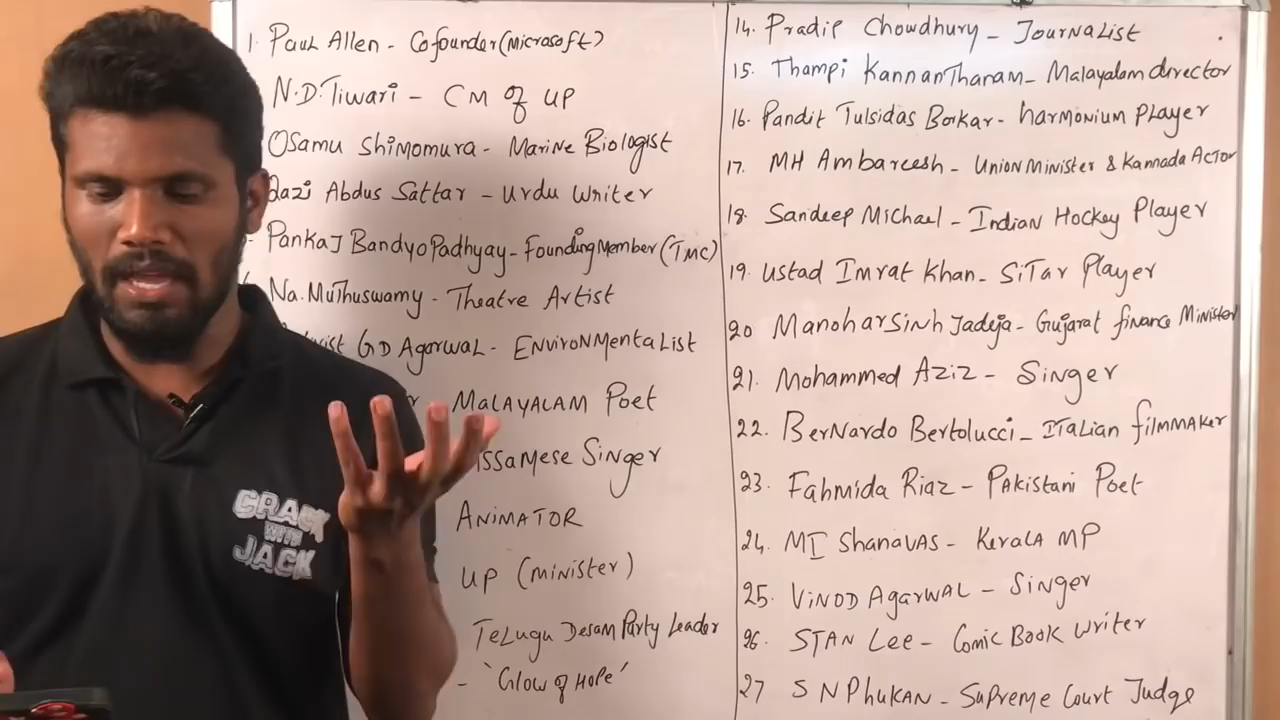 1. Paul Allen - Cofounder(Microsoft)
N.D.Tiwari - CM of UP
Osamu Shimomura - Marine Biologist
Qazi Abdus Sattar - Urdu Writer
Pankaj Bandyopadhyay - Founding Member (TMC)
Na.Muthuswamy - Theatre Artist
GD Agarwal - Environmentalist
Malayalam Poet
Assamese Singer
Animator
UP (minister)
Telugu Desam Party Leader
- 'Glow of Hope'
14. Pradip Chowdhury - Journalist
15. Thampi Kannanthanam - Malayalam director
16. Pandit Tulsidas Borkar - harmonium Player
17. MH Ambareesh - Union Minister & Kannada Actor
18. Sandeep Michael - Indian Hockey Player
19. Ustad Imrat Khan - Sitar Player
20 Manoharsinh Jadeja - Gujarat finance Minister
21. Mohammed Aziz - Singer
22. Bernardo Bertolucci - Italian filmmaker
23. Fahmida Riaz - Pakistani Poet
24. MI Shanavas - Kerala MP
25. Vinod Agarwal - Singer
26. Stan Lee - Comic Book Writer
27 S N Phukan - Supreme Court Judge
CRACK
WITH
JACK